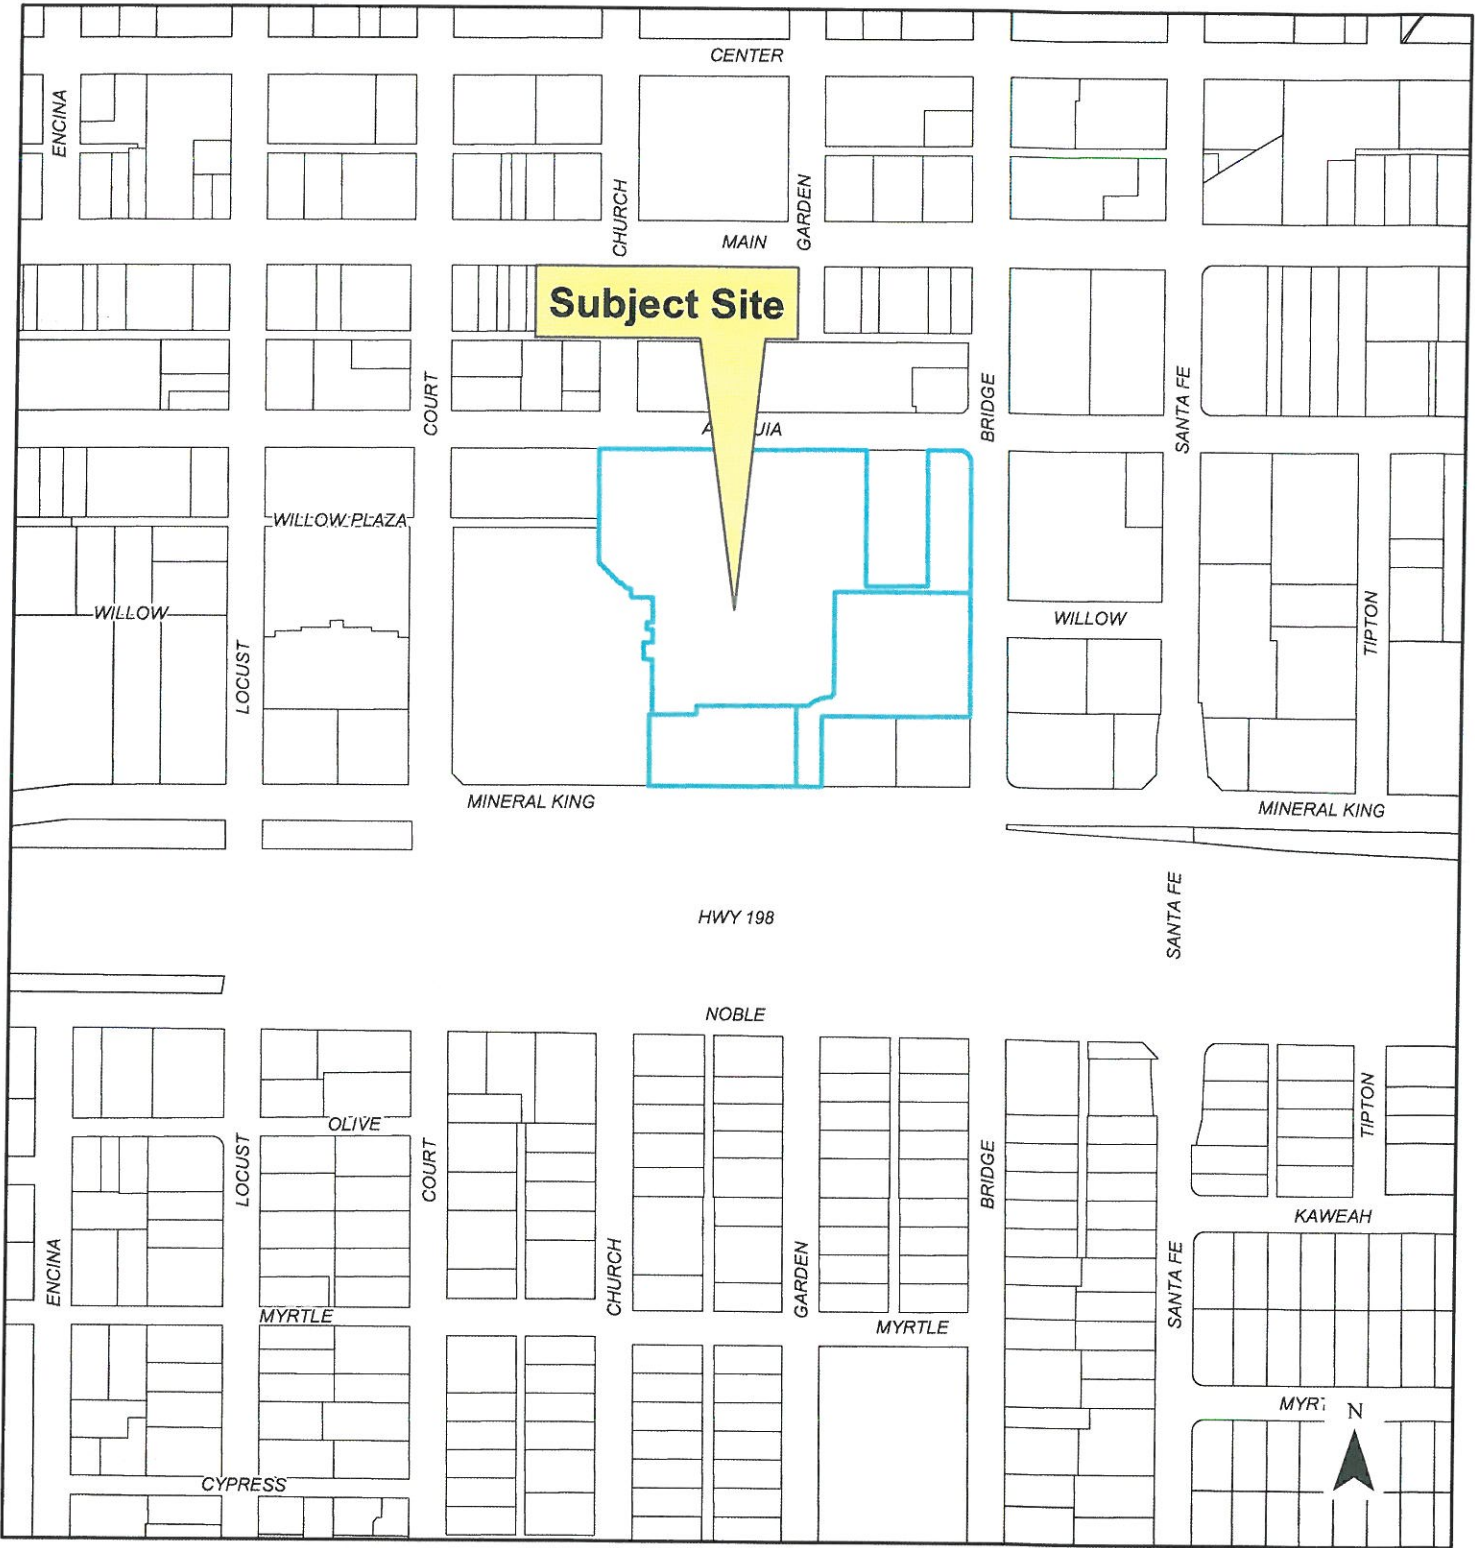 CENTER
ENCINA
CHURCH
GARDEN
MAIN
Subject Site
COURT
BRIDGE
SANTA FE
A UIA
WILLOW PLAZA
WILLOW
WILLOW
TIPTON
LOCUST
MINERAL KING
MINERAL KING
SANTA FE
HWY 198
NOBLE
OLIVE
TIPTON
LOCUST
COURT
BRIDGE
KAWEAH
ENCINA
CHURCH
GARDEN
SANTA FE
MYRTLE
MYRTLE
MYRT
N
CYPRESS